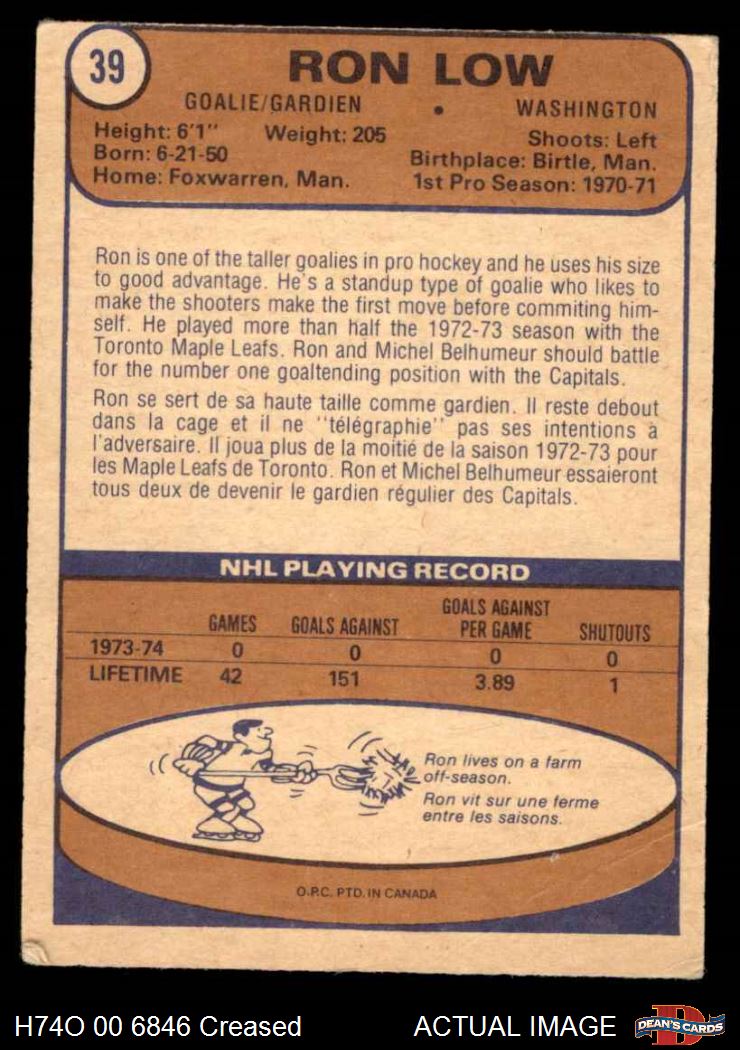 39
RON LOW
GOALIE/GARDIEN • WASHINGTON
Height: 6'1" Weight: 205 Shoots: Left
Born: 6-21-50 Birthplace: Birtle, Man.
Home: Foxwarren, Man. 1st Pro Season: 1970-71
Ron is one of the taller goalies in pro hockey and he uses his size
to good advantage. He's a standup type of goalie who likes to
make the shooters make the first move before commiting him-
self. He played more than half the 1972-73 season with the
Toronto Maple Leafs. Ron and Michel Belhumeur should battle
for the number one goaltending position with the Capitals.
Ron se sert de sa haute taille comme gardien. Il reste debout
dans la cage et il ne ''télégraphie'' pas ses intentions à
l'adversaire. Il joua plus de la moitié de la saison 1972-73 pour
les Maple Leafs de Toronto. Ron et Michel Belhumeur essaieront
tous deux de devenir le gardien régulier des Capitals.
NHL PLAYING RECORD
GAMES GOALS AGAINST GOALS AGAINST PER GAME SHUTOUTS
1973-74 0 0 0 0
LIFETIME 42 151 3.89 1
Ron lives on a farm
off-season.
Ron vit sur une ferme
entre les saisons.
O.P.C. PTD. IN CANADA
H74O 00 6846 Creased ACTUAL IMAGE
D
DEAN'S CARDS